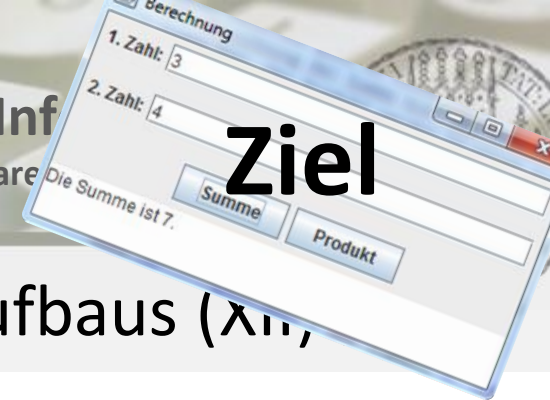 Berechnung
1. Zahl: 3
2. Zahl: 4
Ziel
Summe
Produkt
Die Summe ist 7.
Inf
are
ufbaus (XII)